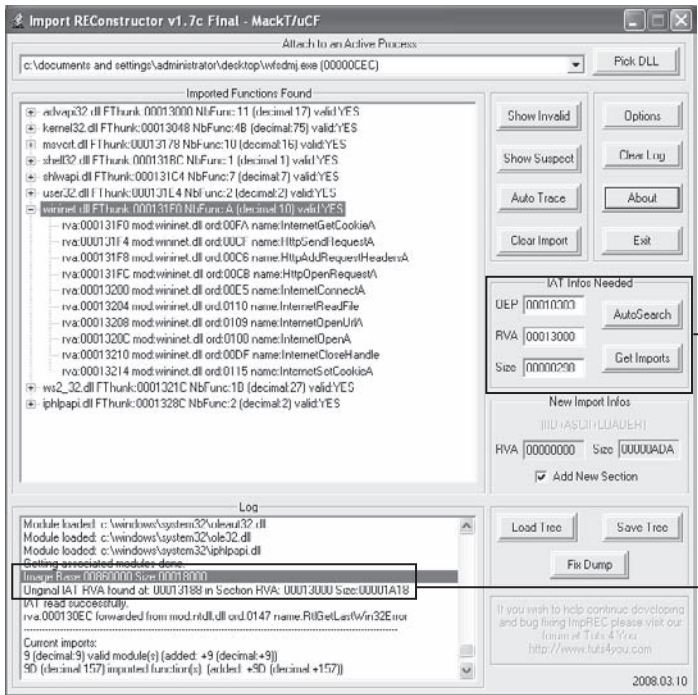 Import REConstructor v1.7c Final - MackT/uCF
Attach to an Active Process
c:\documents and settings\administrator\desktop\wfsdmj.exe (00000CEC)
Pick DLL
Imported Functions Found
advapi32.dll FThunk:00013000 NbFunc:11 (decimal:17) valid:YES
kernel32.dll FThunk:00013048 NbFunc:4B (decimal:75) valid:YES
msvcrt.dll FThunk:00013178 NbFunc:10 (decimal:16) valid:YES
shell32.dll FThunk:000131BC NbFunc:1 (decimal:1) valid:YES
shlwapi.dll FThunk:000131C4 NbFunc:7 (decimal:7) valid:YES
user32.dll FThunk:000131E4 NbFunc:2 (decimal:2) valid:YES
wininet.dll FThunk:000131F0 NbFunc:A (decimal:10) valid:YES
rva:000131F0 mod:wininet.dll ord:00FA name:InternetGetCookieA
rva:000131F4 mod:wininet.dll ord:00CF name:HttpSendRequestA
rva:000131F8 mod:wininet.dll ord:00C6 name:HttpAddRequestHeadersA
rva:000131FC mod:wininet.dll ord:00CB name:HttpOpenRequestA
rva:00013200 mod:wininet.dll ord:00E5 name:InternetConnectA
rva:00013204 mod:wininet.dll ord:0110 name:InternetReadFile
rva:00013208 mod:wininet.dll ord:0109 name:InternetOpenUrlA
rva:0001320C mod:wininet.dll ord:0100 name:InternetOpenA
rva:00013210 mod:wininet.dll ord:00DF name:InternetCloseHandle
rva:00013214 mod:wininet.dll ord:0115 name:InternetSetCookieA
ws2_32.dll FThunk:0001321C NbFunc:1B (decimal:27) valid:YES
iphlpapi.dll FThunk:0001328C NbFunc:2 (decimal:2) valid:YES
Show Invalid
Options
Show Suspect
Clear Log
Auto Trace
About
Clear Import
Exit
IAT Infos Needed
OEP 00010303
AutoSearch
RVA 00013000
Size 00000290
Get Imports
New Import Infos
(IID+ASCII+LOADER)
RVA 00000000 Size 00000ADA
Add New Section
Log
Module loaded: c:\windows\system32\oleaut32.dll
Module loaded: c:\windows\system32\ole32.dll
Module loaded: c:\windows\system32\iphlpapi.dll
Getting associated modules done.
Image Base:00860000 Size:00018000
Original IAT RVA found at: 00013188 in Section RVA: 00013000 Size:00001A18
IAT read successfully.
rva:000130EC forwarded from mod:ntdll.dll ord:0147 name:RtlGetLastWin32Error
Current imports:
9 (decimal:9) valid module(s) (added: +9 (decimal:+9))
9D (decimal:157) imported function(s). (added: +9D (decimal:+157))
Load Tree
Save Tree
Fix Dump
If you wish to help continue developing
and bug fixing ImpREC please visit our
forum at Tuts 4 You
http://www.tuts4you.com
2008.03.10